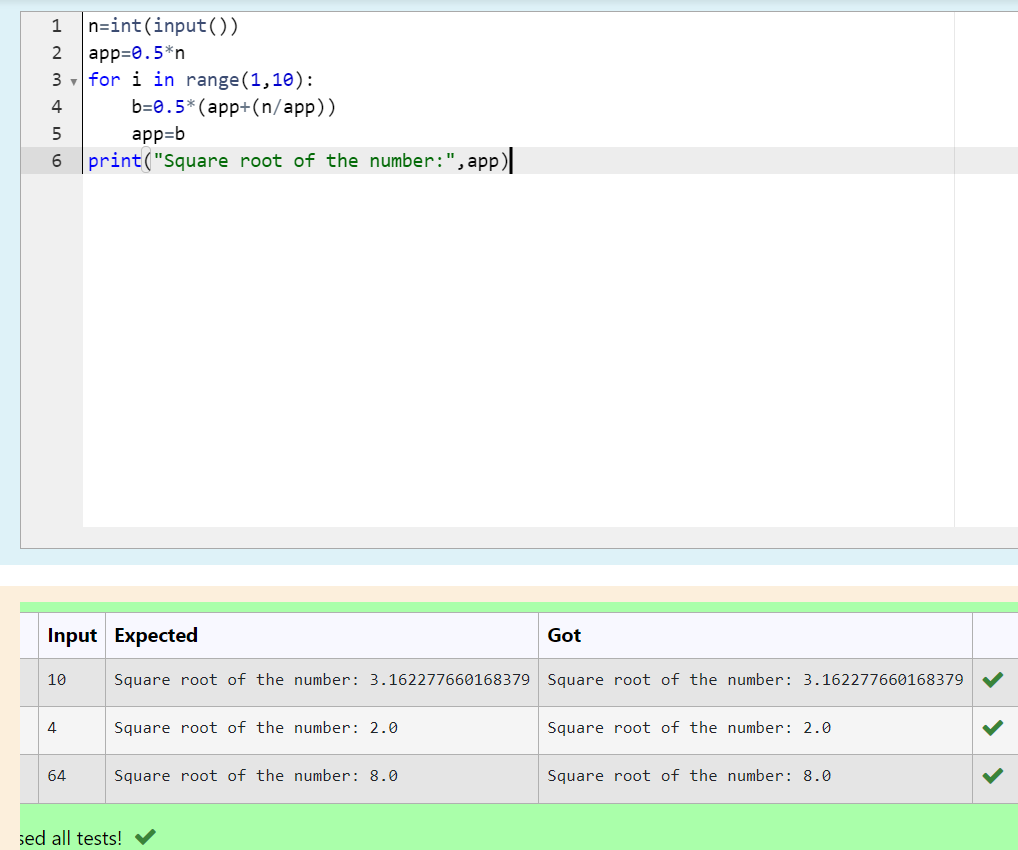 1 n=int(input())
2 app=0.5*n
3 for i in range(1,10):
4     b=0.5*(app+(n/app))
5     app=b
6 print("Square root of the number:",app)
Input Expected Got
10 Square root of the number: 3.162277660168379 Square root of the number: 3.162277660168379
4 Square root of the number: 2.0 Square root of the number: 2.0
64 Square root of the number: 8.0 Square root of the number: 8.0
sed all tests!